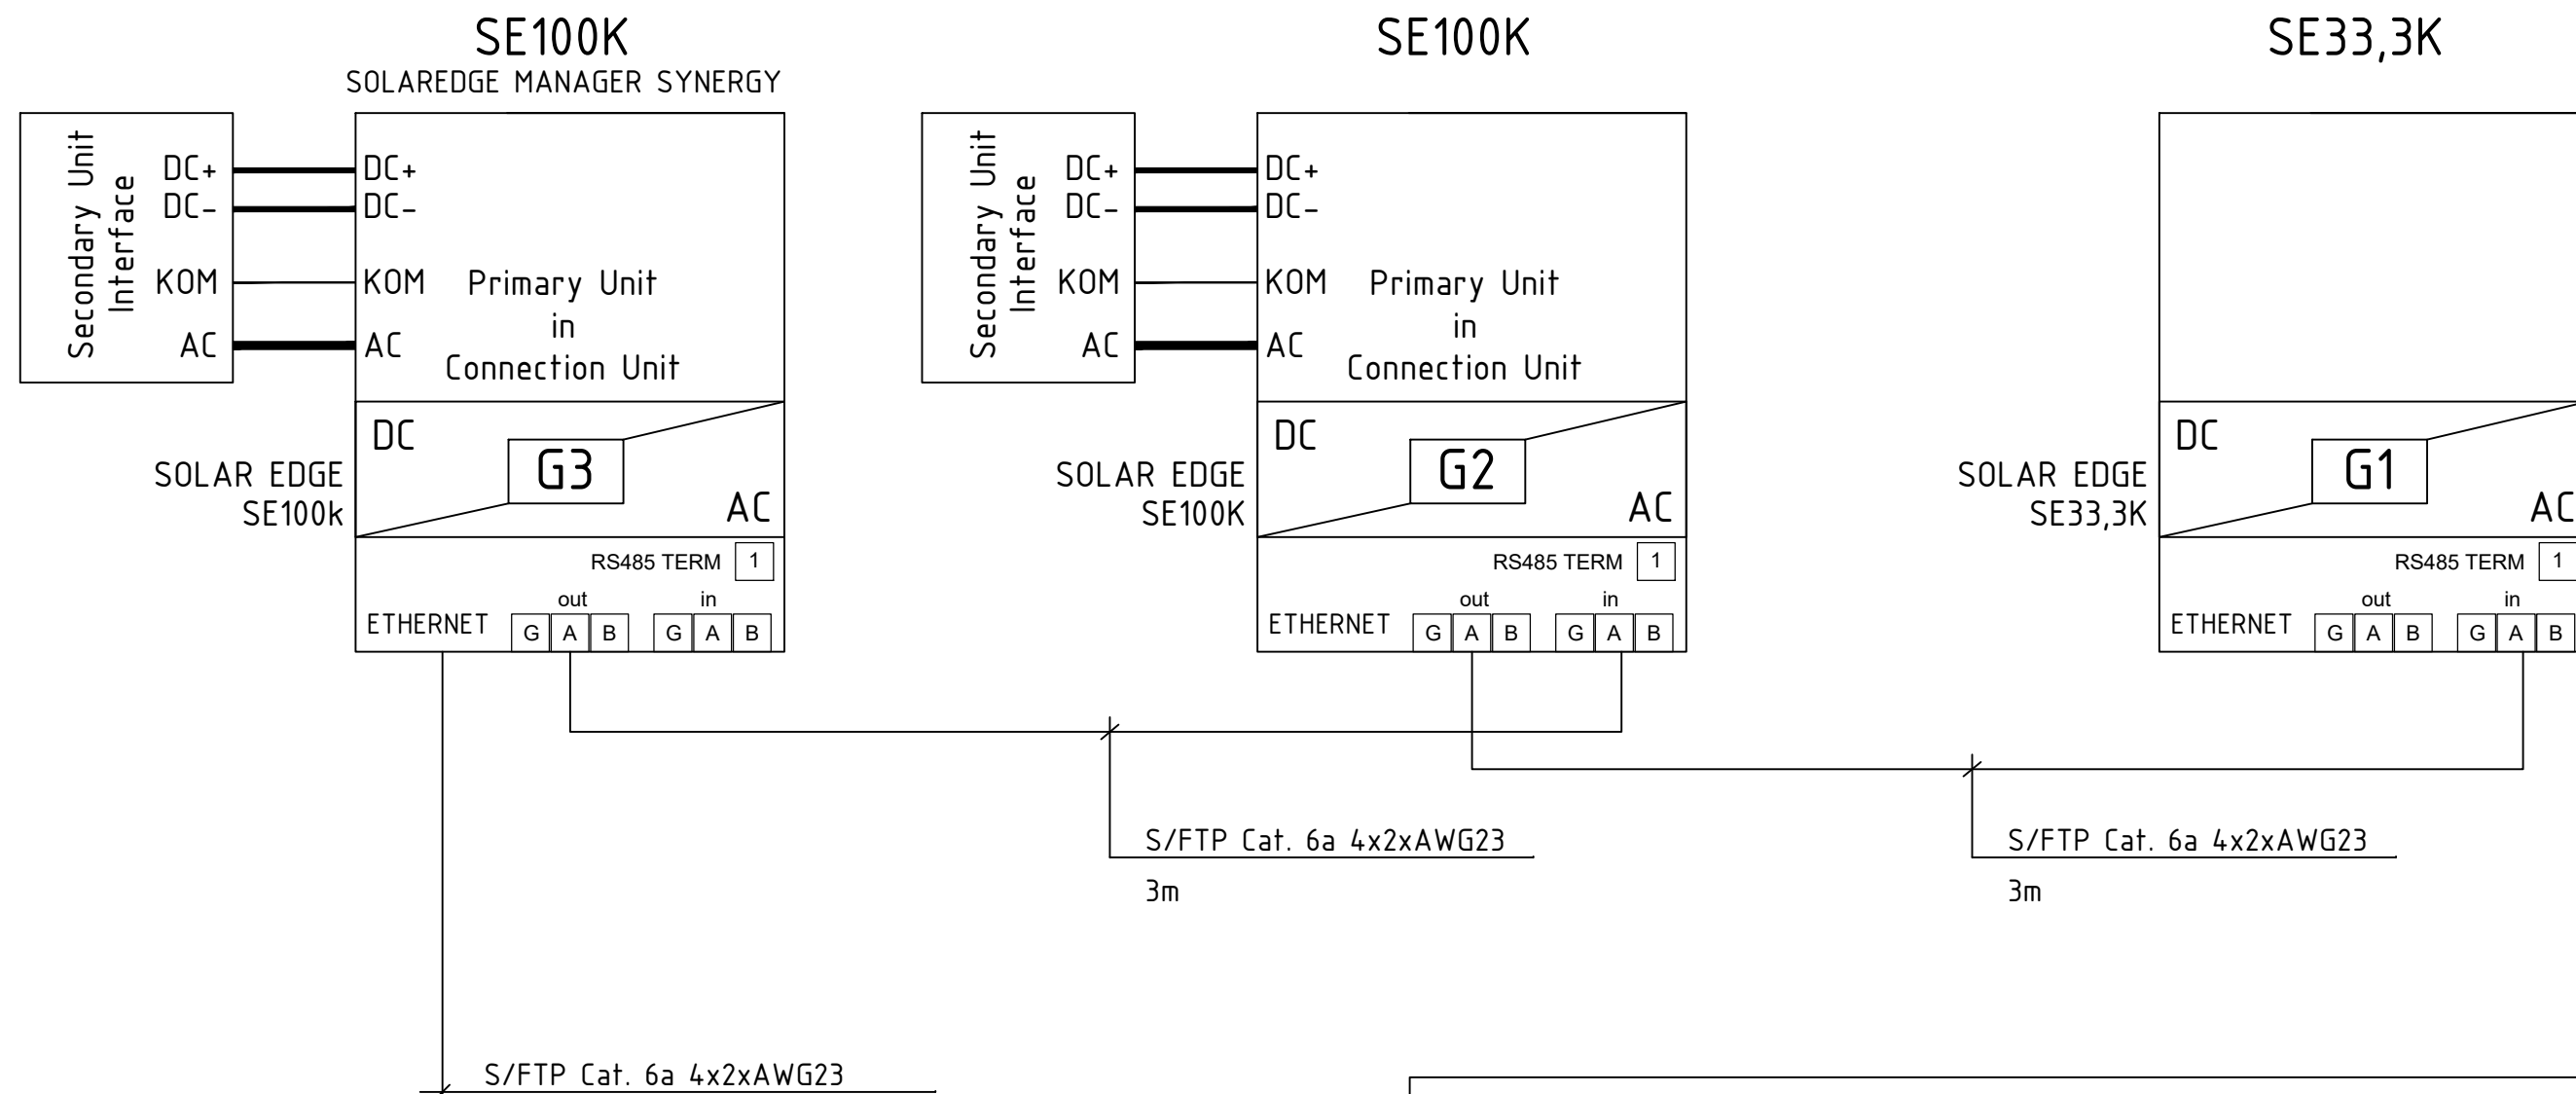 SE100K
SOLAREDGE MANAGER SYNERGY
Secondary Unit
Interface
DC+
DC-
KOM
AC
DC+
DC-
KOM
AC
Primary Unit
in
Connection Unit
SOLAR EDGE
SE100k
DC
G3
AC
RS485 TERM 1
out in
ETHERNET G A B G A B
SE100K
Secondary Unit
Interface
DC+
DC-
KOM
AC
DC+
DC-
KOM
AC
Primary Unit
in
Connection Unit
SOLAR EDGE
SE100K
DC
G2
AC
RS485 TERM 1
out in
ETHERNET G A B G A B
SE33,3K
SOLAR EDGE
SE33,3K
DC
G1
AC
RS485 TERM 1
out in
ETHERNET G A B G A B
S/FTP Cat. 6a 4x2xAWG23
3m
S/FTP Cat. 6a 4x2xAWG23
3m
S/FTP Cat. 6a 4x2xAWG23